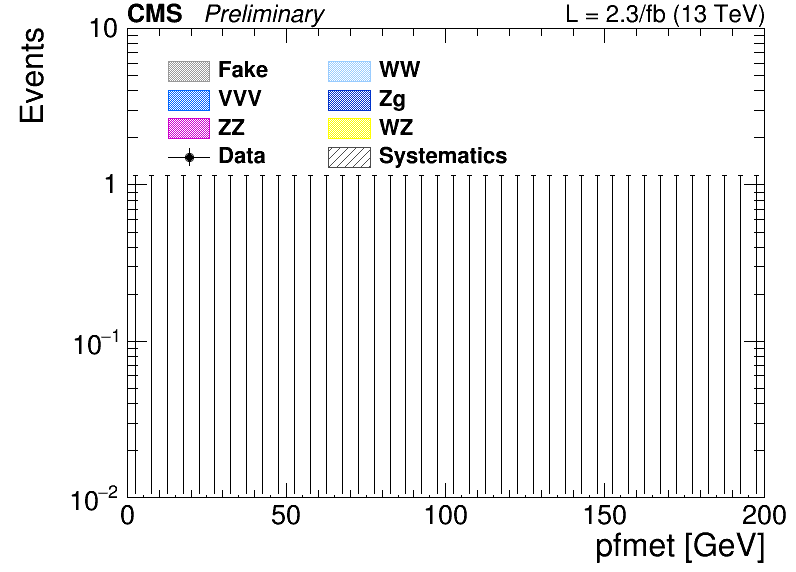 CMS Preliminary L = 2.3/fb (13 TeV)
Events
10
1
10−1
10−2
Fake WW
VVV Zg
ZZ WZ
Data Systematics
0 50 100 150 200
pfmet [GeV]